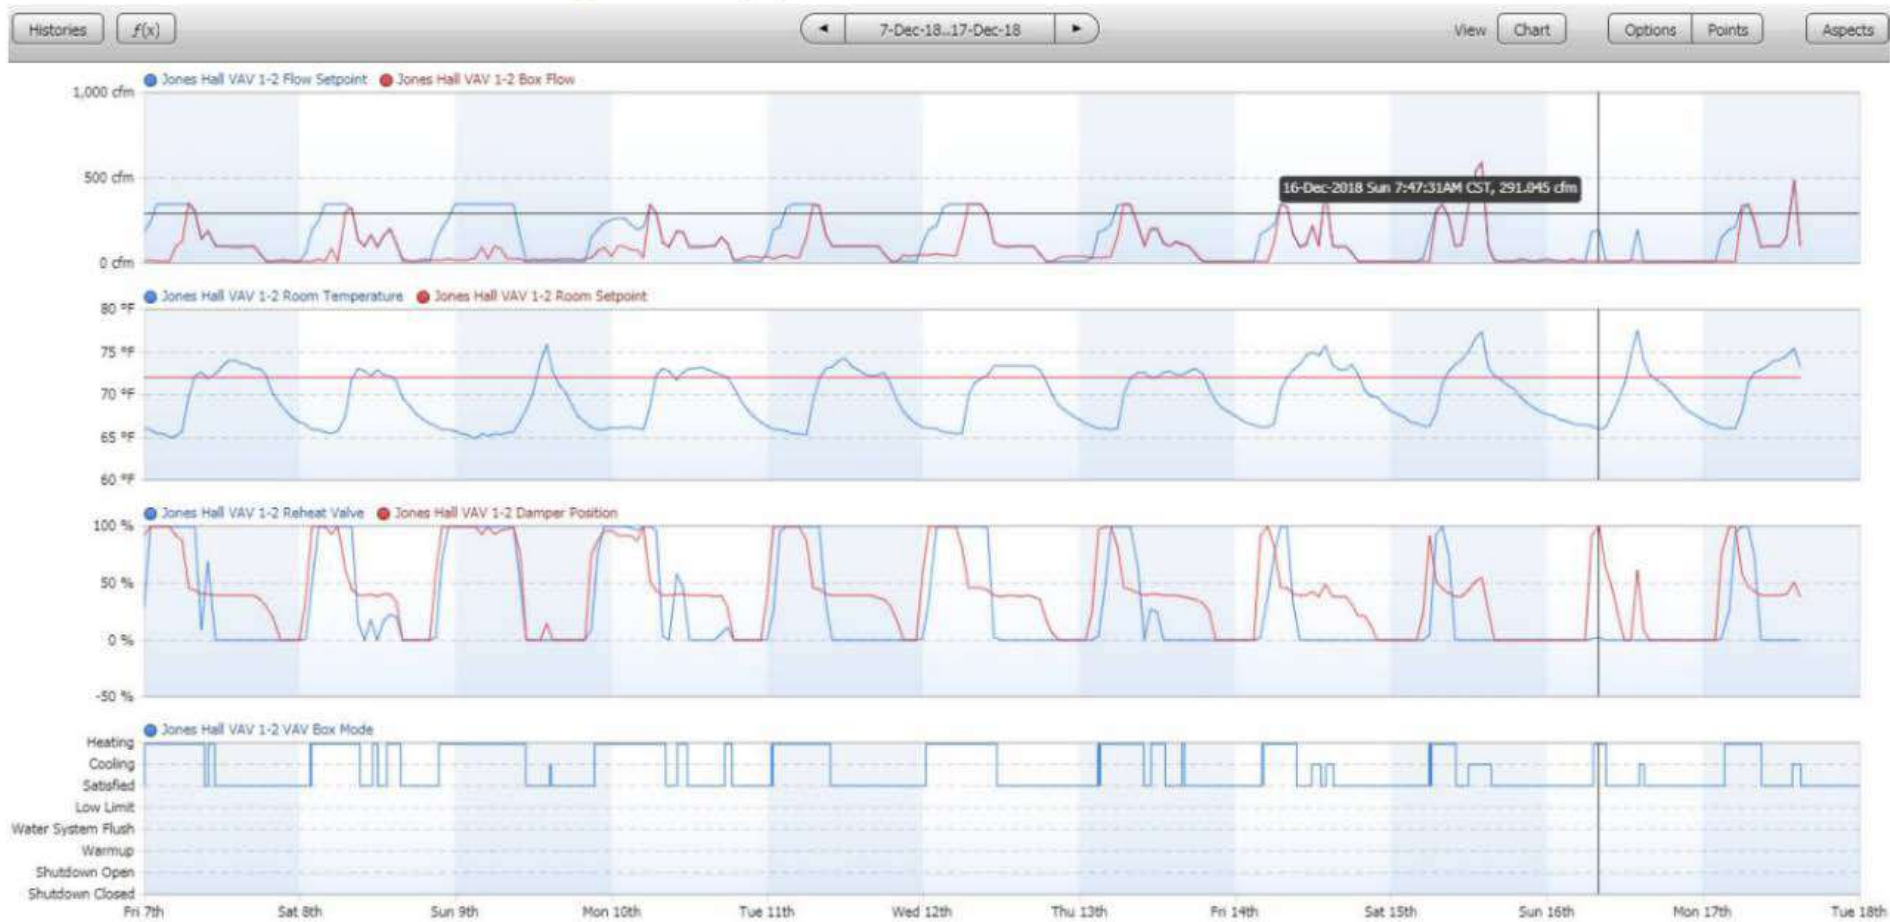 Histories f(x) ◄ 7-Dec-18..17-Dec-18 ► View Chart Options Points Aspects
Jones Hall VAV 1-2 Flow Setpoint Jones Hall VAV 1-2 Box Flow
1,000 cfm
500 cfm
16-Dec-2018 Sun 7:47:31AM CST, 291.045 cfm
0 cfm
Jones Hall VAV 1-2 Room Temperature Jones Hall VAV 1-2 Room Setpoint
80 °F
75 °F
70 °F
65 °F
60 °F
Jones Hall VAV 1-2 Reheat Valve Jones Hall VAV 1-2 Damper Position
100 %
50 %
0 %
-50 %
Jones Hall VAV 1-2 VAV Box Mode
Heating
Cooling
Satisfied
Low Limit
Water System Flush
Warmup
Shutdown Open
Shutdown Closed
Fri 7th Sat 8th Sun 9th Mon 10th Tue 11th Wed 12th Thu 13th Fri 14th Sat 15th Sun 16th Mon 17th Tue 18th